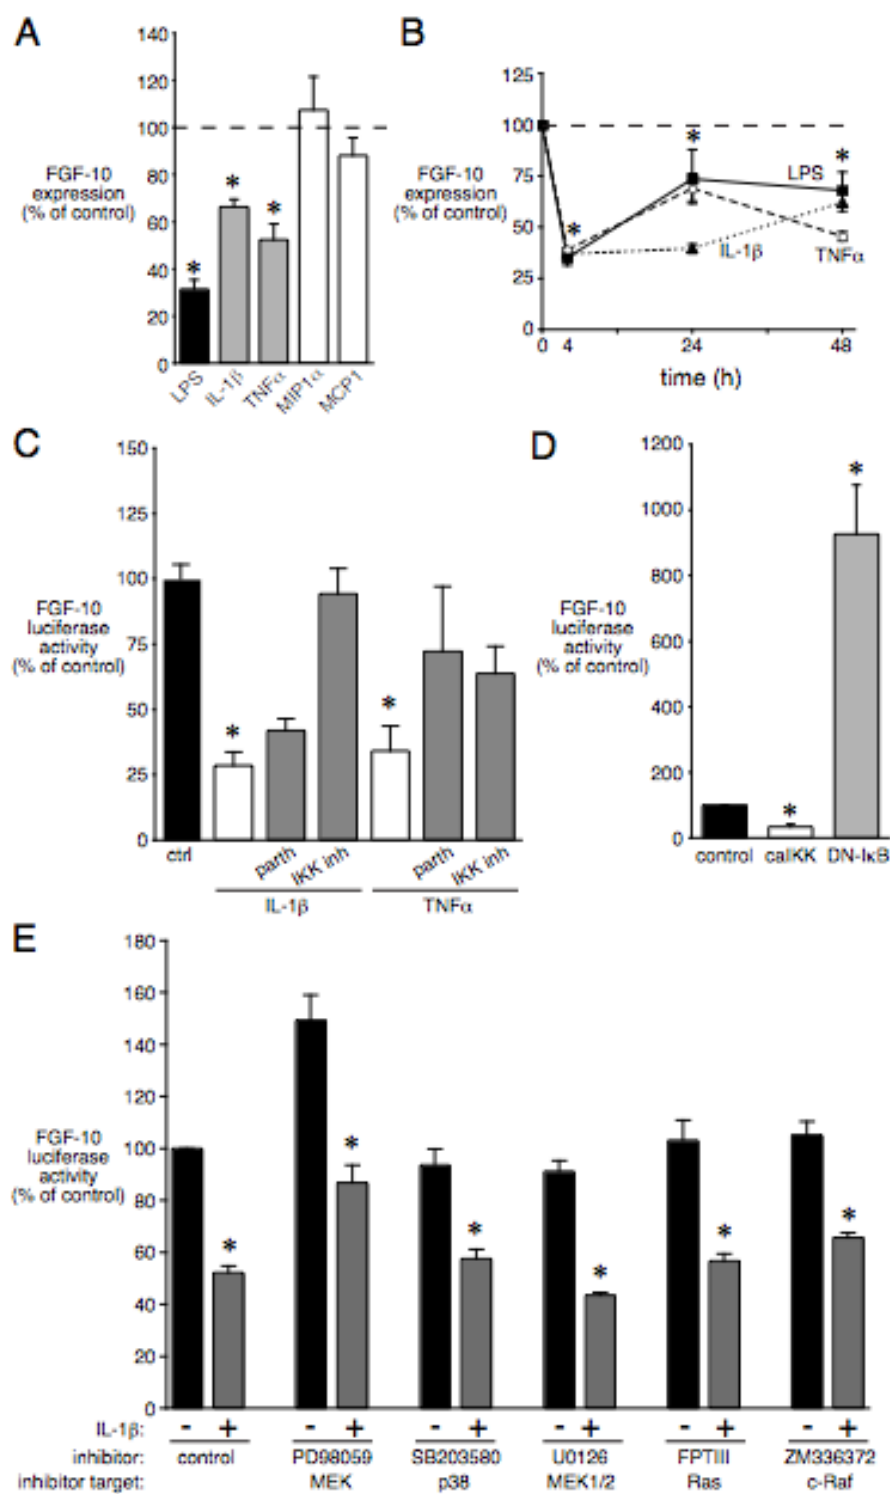 A
140
120
100
80
60
40
20
0
FGF-10
expression
(% of control)
*
*
*
LPS
IL-1β
TNFα
MIP1α
MCP1
B
125
100
75
50
25
0
FGF-10
expression
(% of control)
*
*
*
LPS
IL-1β
TNFα
0 4 24 48
time (h)
C
150
125
100
75
50
25
0
FGF-10
luciferase
activity
(% of control)
*
*
ctrl parth IKK inh parth IKK inh
IL-1β TNFα
D
1200
1000
800
600
400
200
0
FGF-10
luciferase
activity
(% of control)
*
*
control caIKK DN-IκB
E
180
160
140
120
100
80
60
40
20
0
FGF-10
luciferase
activity
(% of control)
*
*
*
*
*
*
IL-1β: - + - + - + - + - + - +
inhibitor: control PD98059 SB203580 U0126 FPTIII ZM336372
inhibitor target: MEK p38 MEK1/2 Ras c-Raf